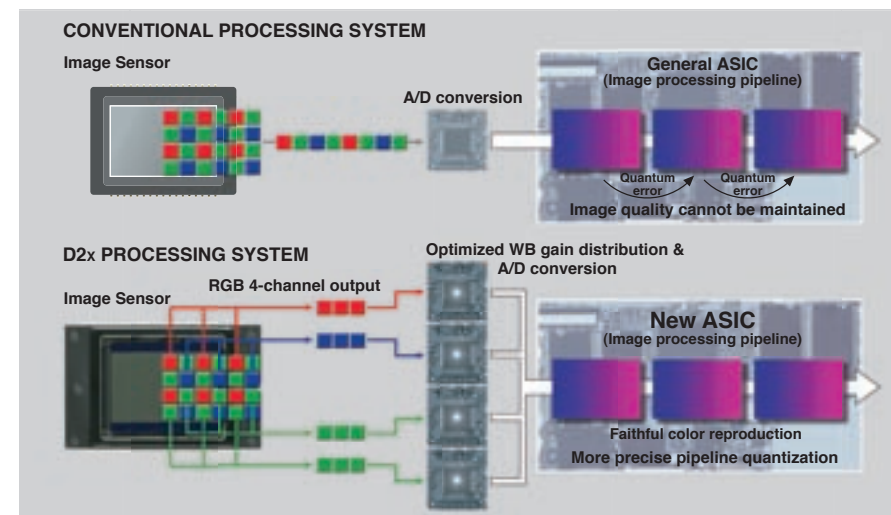 CONVENTIONAL PROCESSING SYSTEM
Image Sensor
A/D conversion
General ASIC
(Image processing pipeline)
Quantum
error
Quantum
error
Image quality cannot be maintained
D2x PROCESSING SYSTEM
Image Sensor
RGB 4-channel output
Optimized WB gain distribution &
A/D conversion
New ASIC
(Image processing pipeline)
Faithful color reproduction
More precise pipeline quantization